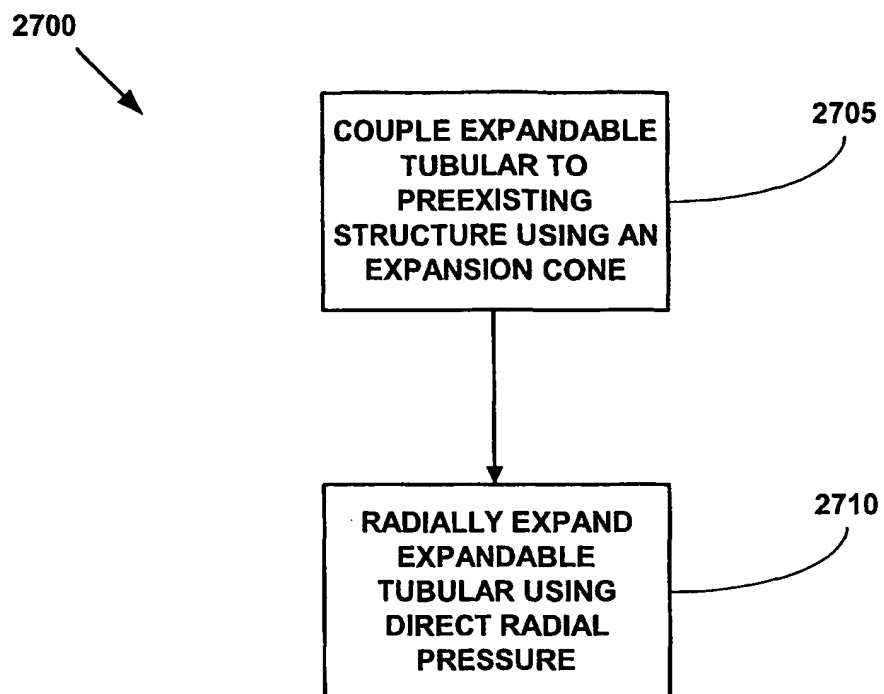 2700
COUPLE EXPANDABLE
TUBULAR TO
PREEXISTING
STRUCTURE USING AN
EXPANSION CONE
2705
RADIALLY EXPAND
EXPANDABLE
TUBULAR USING
DIRECT RADIAL
PRESSURE
2710